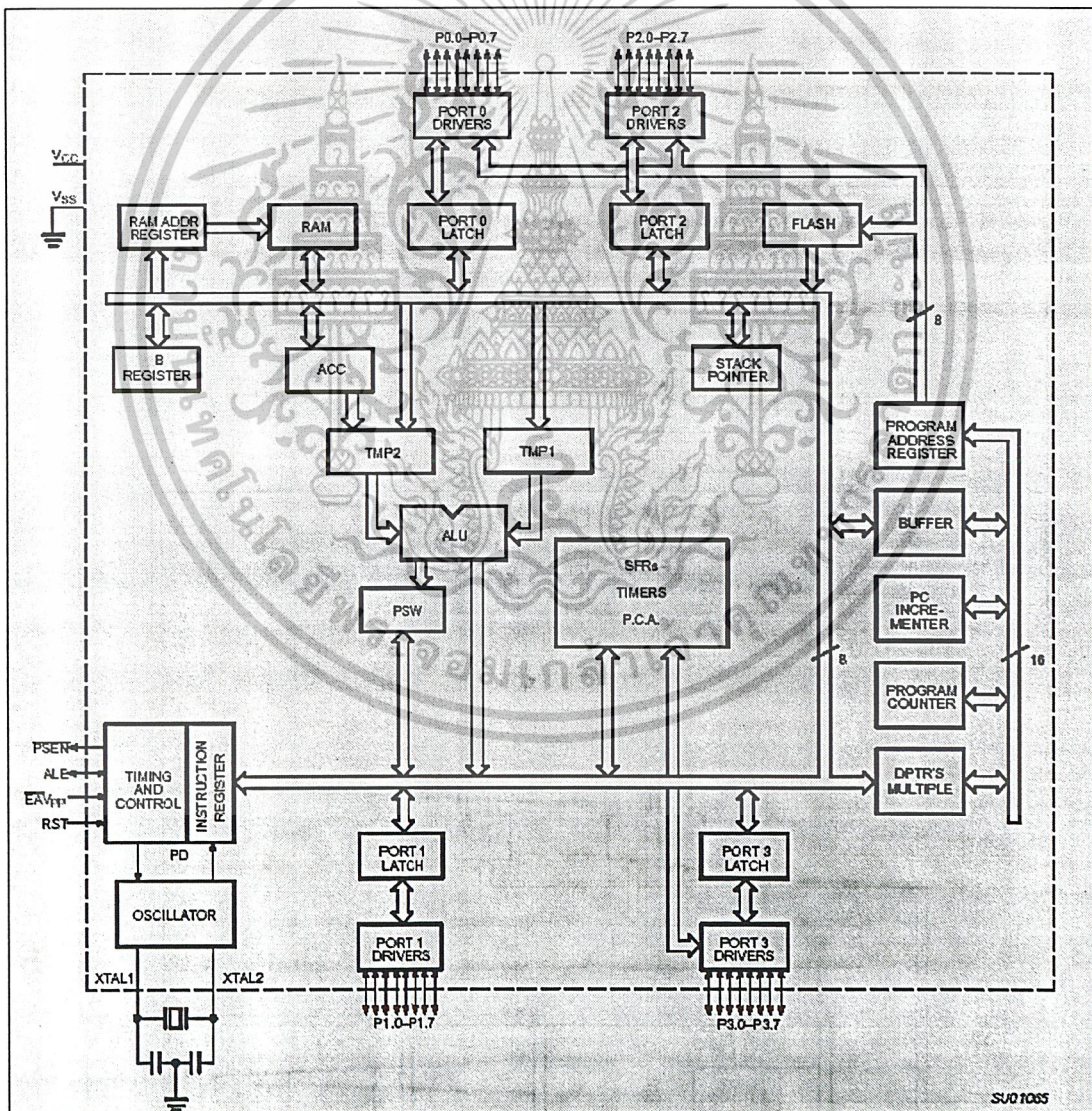 P0.0–P0.7
P2.0–P2.7
PORT 0
DRIVERS
PORT 2
DRIVERS
VCC
VSS
RAM ADDR
REGISTER
RAM
PORT 0
LATCH
PORT 2
LATCH
FLASH
8
B
REGISTER
ACC
STACK
POINTER
PROGRAM
ADDRESS
REGISTER
TMP2
TMP1
BUFFER
ALU
SFRs
TIMERS
P.C.A.
PSW
PC
INCRE-
MENTER
8
16
PROGRAM
COUNTER
PSEN
ALE
EAVPP
RST
TIMING
AND
CONTROL
INSTRUCTION
REGISTER
DPTR'S
MULTIPLE
PD
PORT 1
LATCH
PORT 3
LATCH
OSCILLATOR
PORT 1
DRIVERS
PORT 3
DRIVERS
XTAL1
XTAL2
P1.0–P1.7
P3.0–P3.7
SU01065